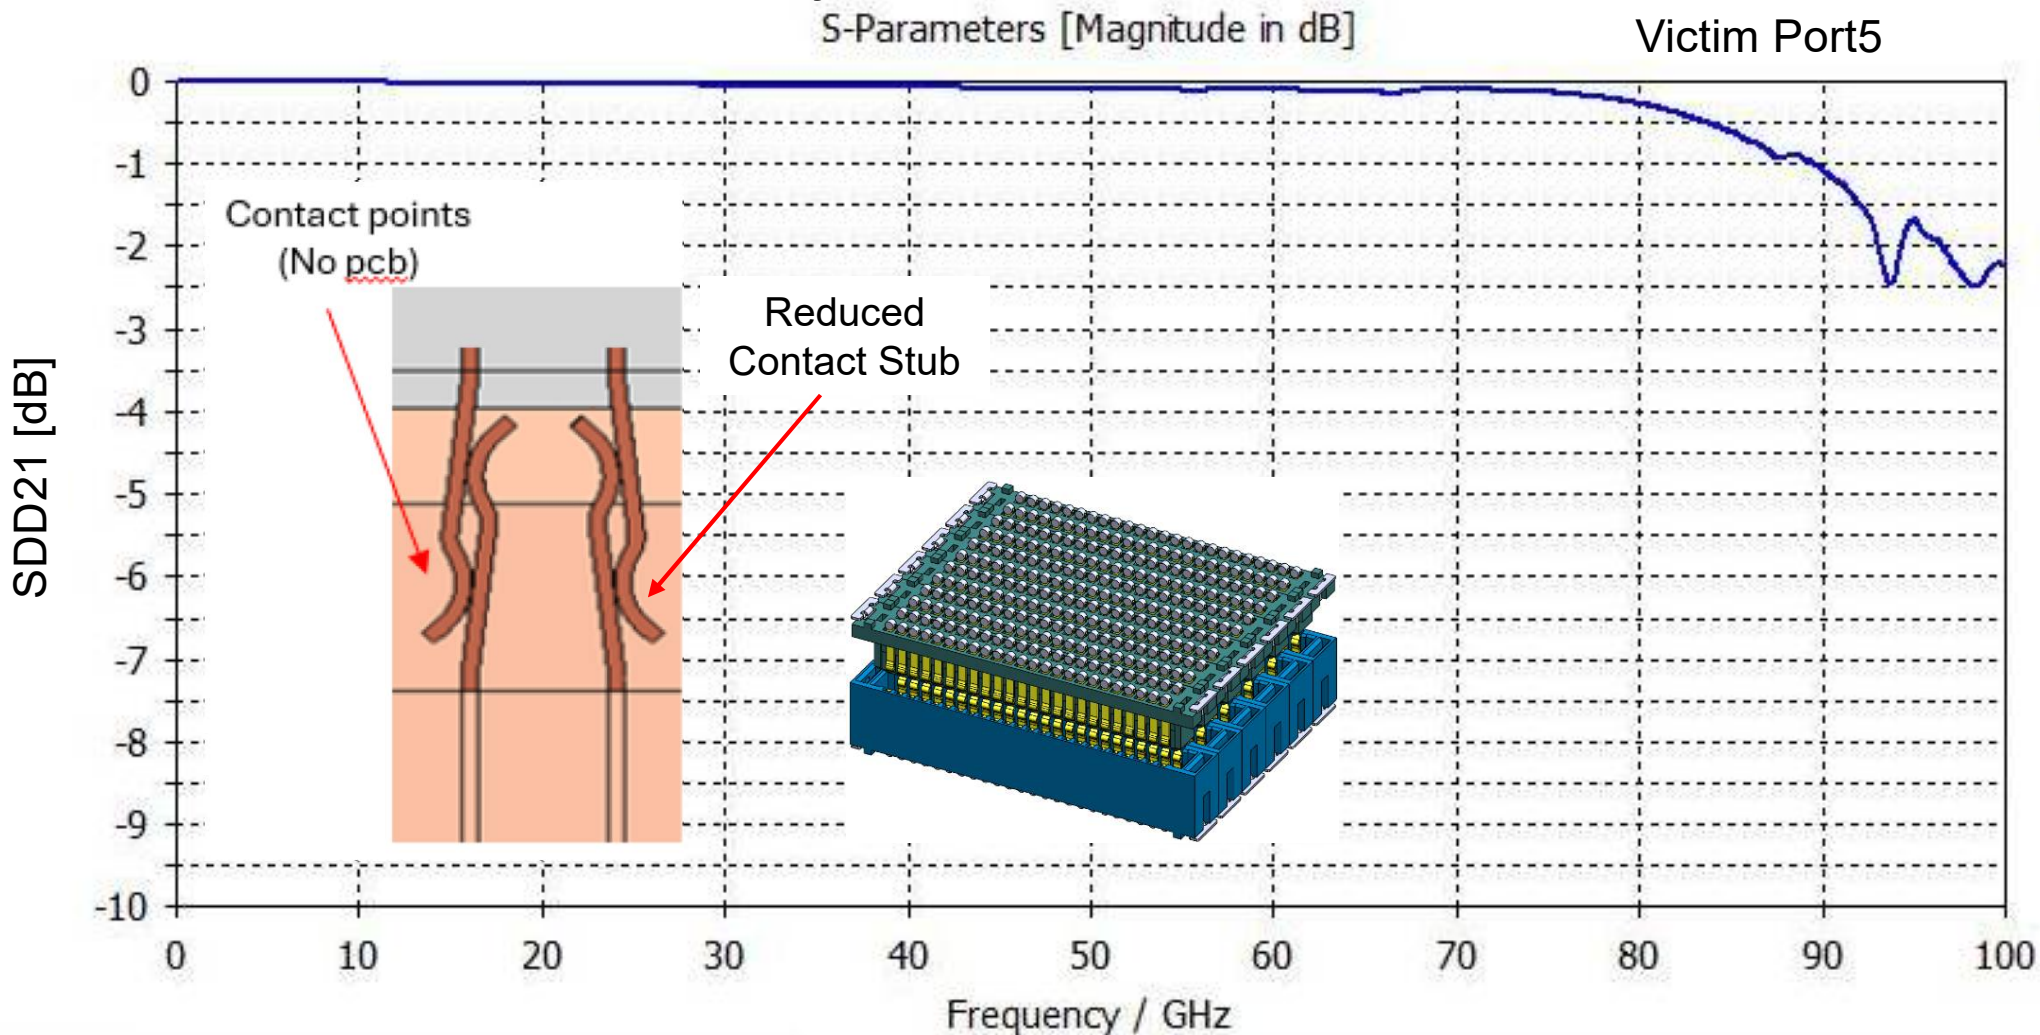 S-Parameters [Magnitude in dB]
Victim Port5
SDD21 [dB]
0
-1
-2
-3
-4
-5
-6
-7
-8
-9
-10
Contact points
(No pcb)
Reduced
Contact Stub
0 10 20 30 40 50 60 70 80 90 100
Frequency / GHz